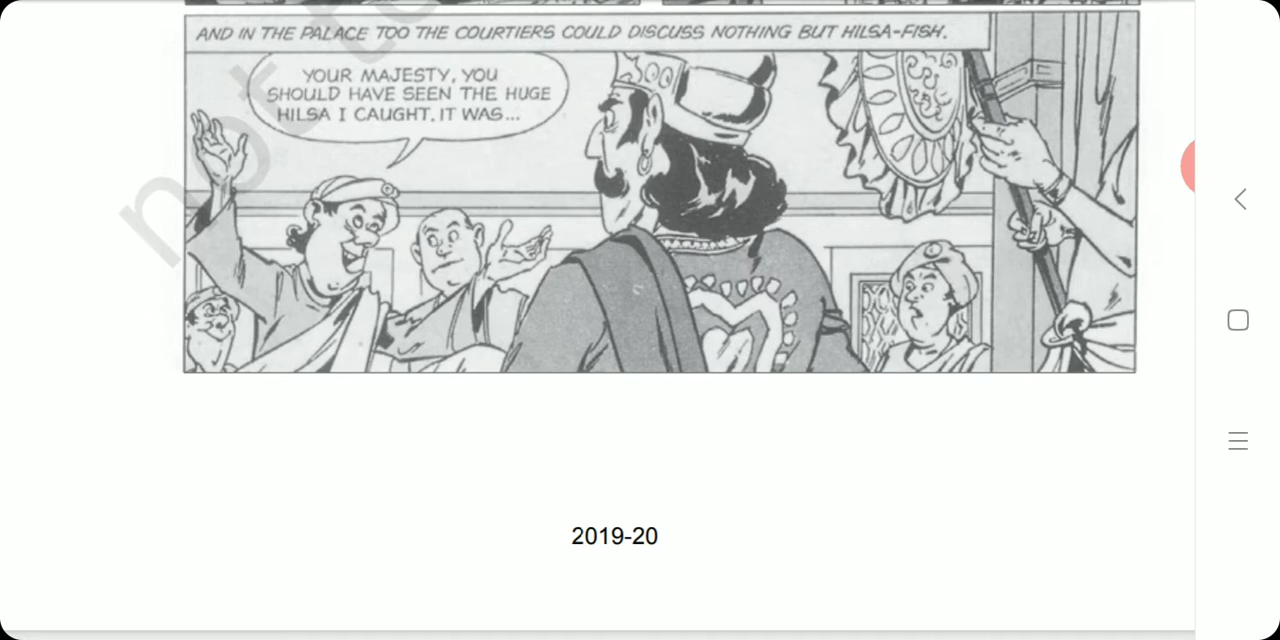 AND IN THE PALACE TOO THE COURTIERS COULD DISCUSS NOTHING BUT HILSA-FISH.
YOUR MAJESTY, YOU
SHOULD HAVE SEEN THE HUGE
HILSA I CAUGHT. IT WAS...
not t
2019-20